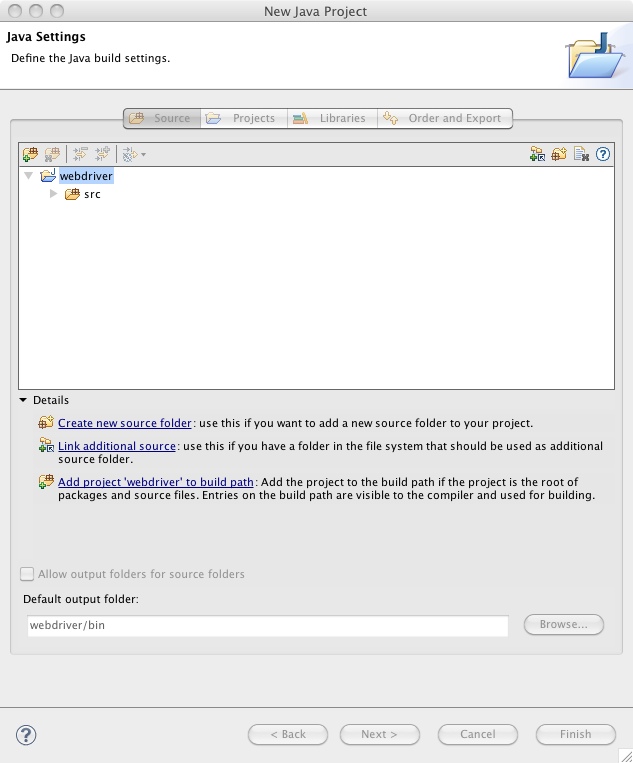 New Java Project
Java Settings
Define the Java build settings.
Source
Projects
Libraries
Order and Export
webdriver
src
Details
Create new source folder: use this if you want to add a new source folder to your project.
Link additional source: use this if you have a folder in the file system that should be used as additional
source folder.
Add project 'webdriver' to build path: Add the project to the build path if the project is the root of
packages and source files. Entries on the build path are visible to the compiler and used for building.
Allow output folders for source folders
Default output folder:
webdriver/bin
Browse...
?
< Back
Next >
Cancel
Finish